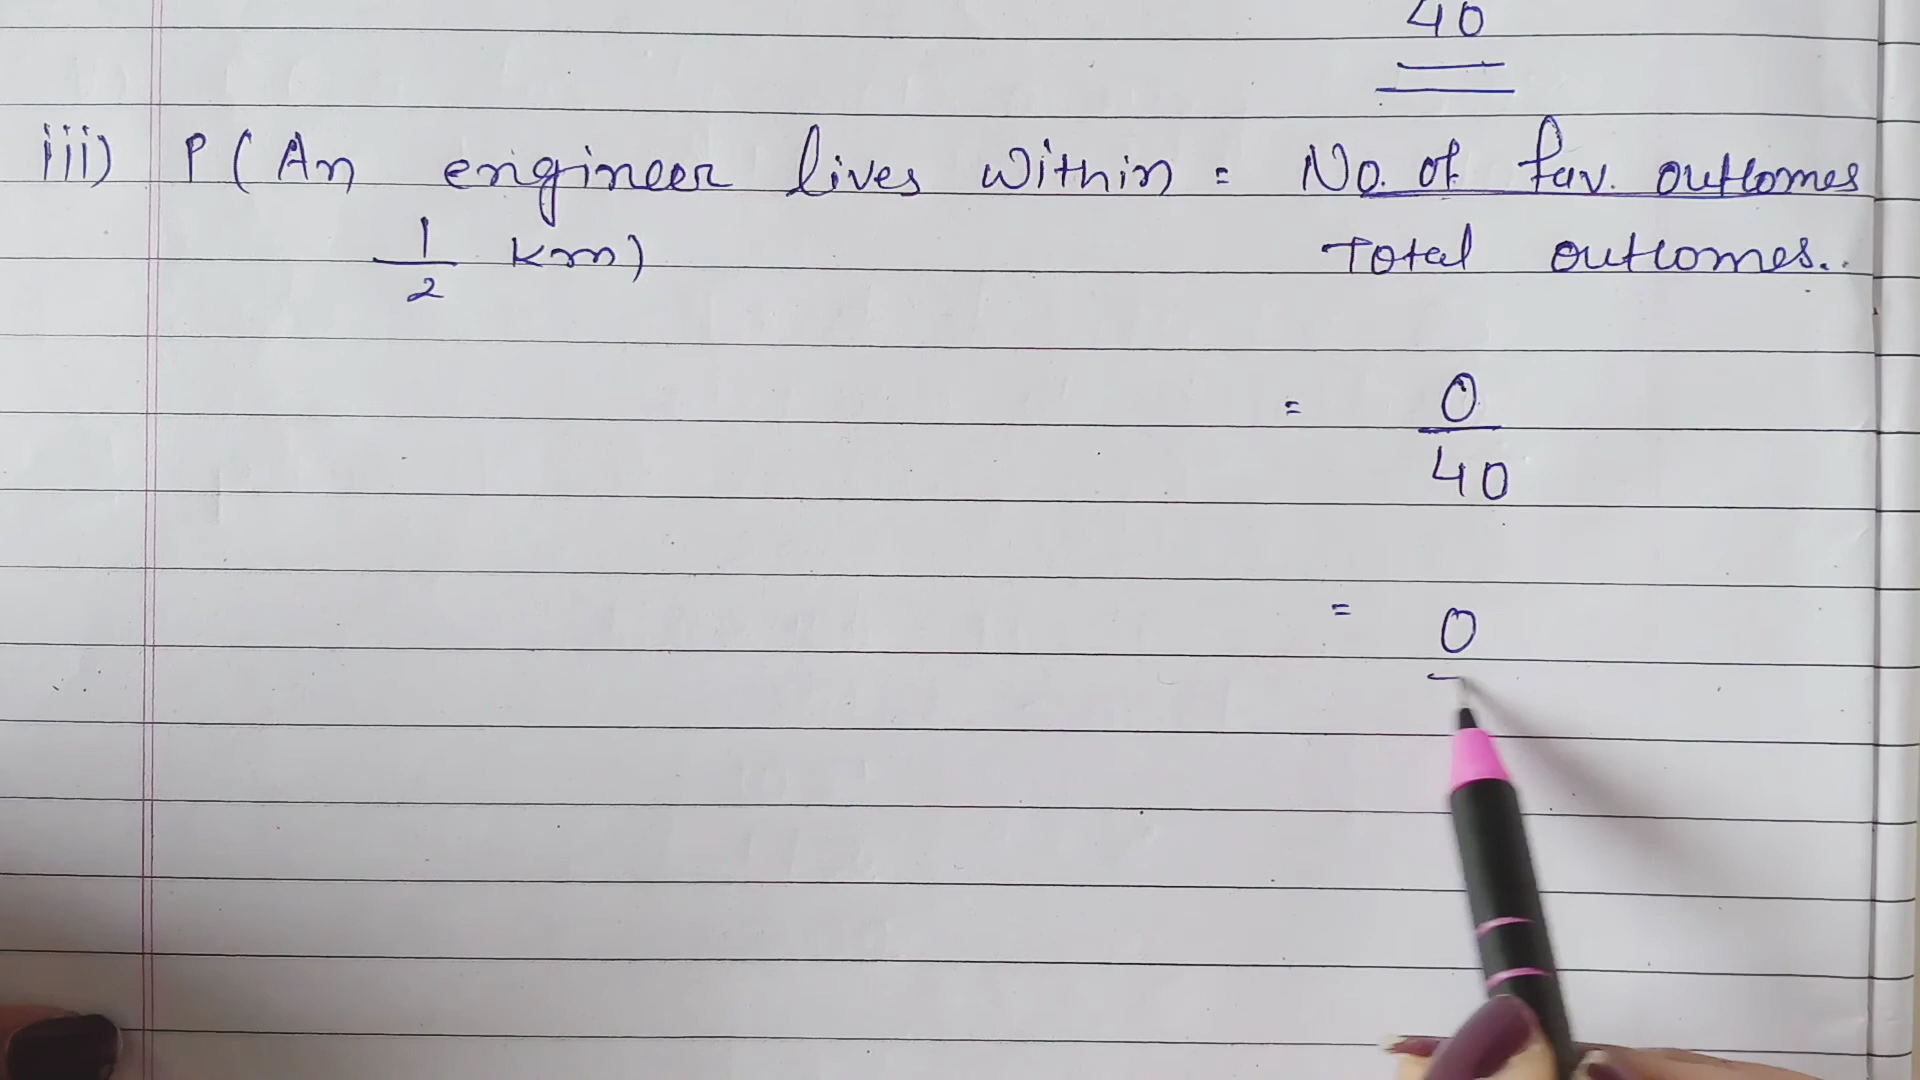 40
iii) P ( An engineer lives within = No. of fav. outcomes
1/2 km) Total outcomes..
= 0
40
= 0